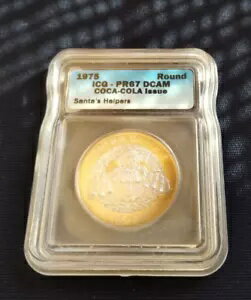 1975 Round
ICG - PR67 DCAM
COCA-COLA Issue
Santa's Helpers